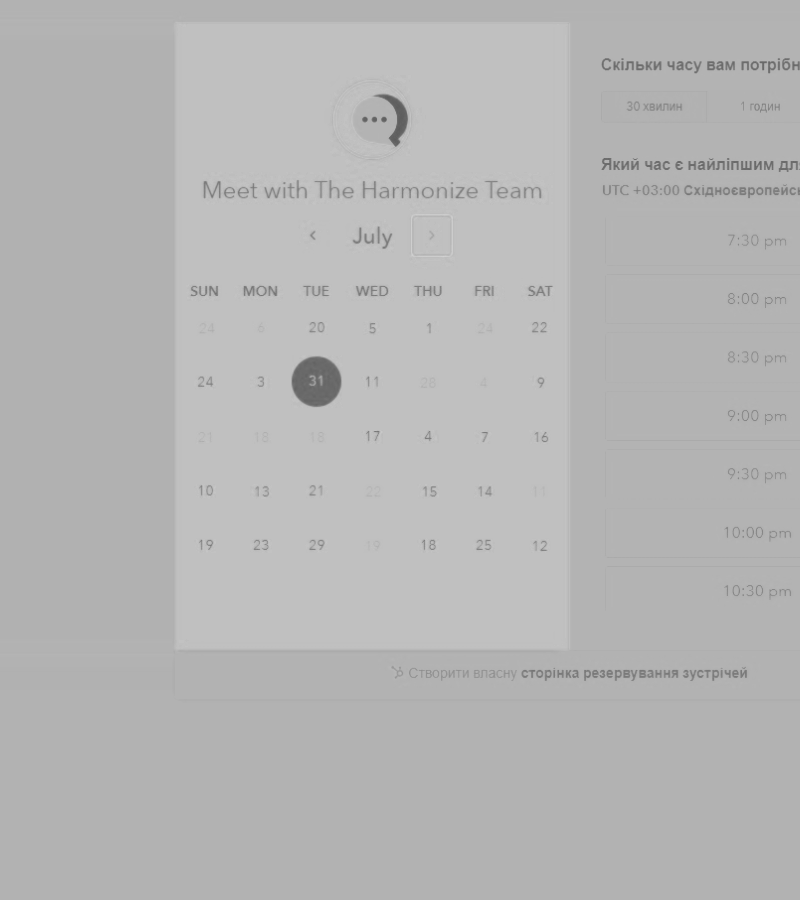 Meet with The Harmonize Team
July
SUN MON TUE WED THU FRI SAT
24 6 20 5 1 24 22
24 3 31 11 26 4 9
21 18 18 17 4 7 16
10 13 21 22 15 14 11
19 23 29 19 18 25 12
Скільки часу вам потрібн
30 хвилин 1 годин
Який час є найліпшим дл
UTC +03:00 Східноєвропейсь
7:30 pm
8:00 pm
8:30 pm
9:00 pm
9:30 pm
10:00 pm
10:30 pm
Створити власну сторінка резервування зустрічей